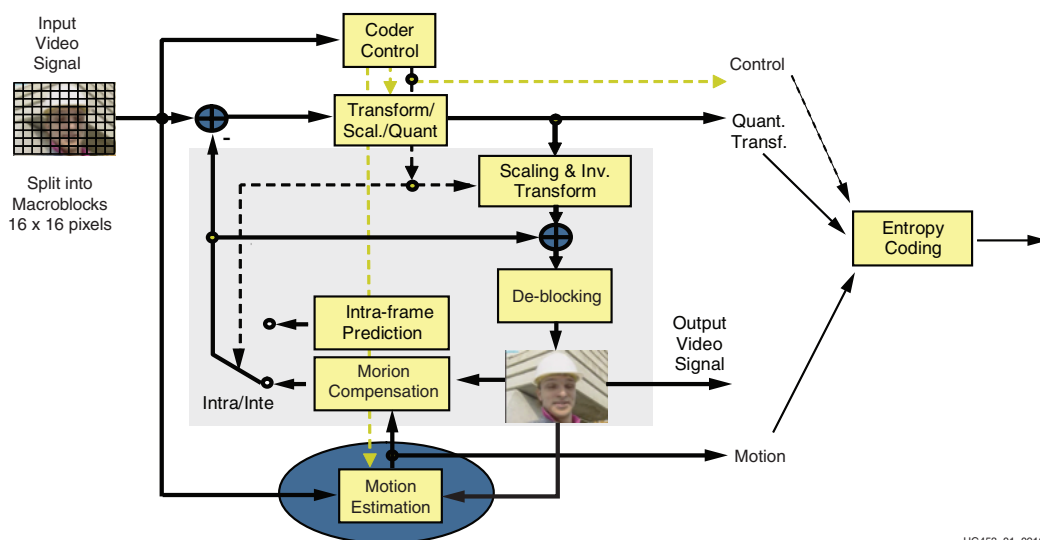 Input
Video
Signal
Split into
Macroblocks
16 x 16 pixels
Coder
Control
Transform/
Scal./Quant
-
Scaling & Inv.
Transform
De-blocking
Intra-frame
Prediction
Morion
Compensation
Intra/Inte
Motion
Estimation
Control
Quant.
Transf.
Output
Video
Signal
Motion
Entropy
Coding